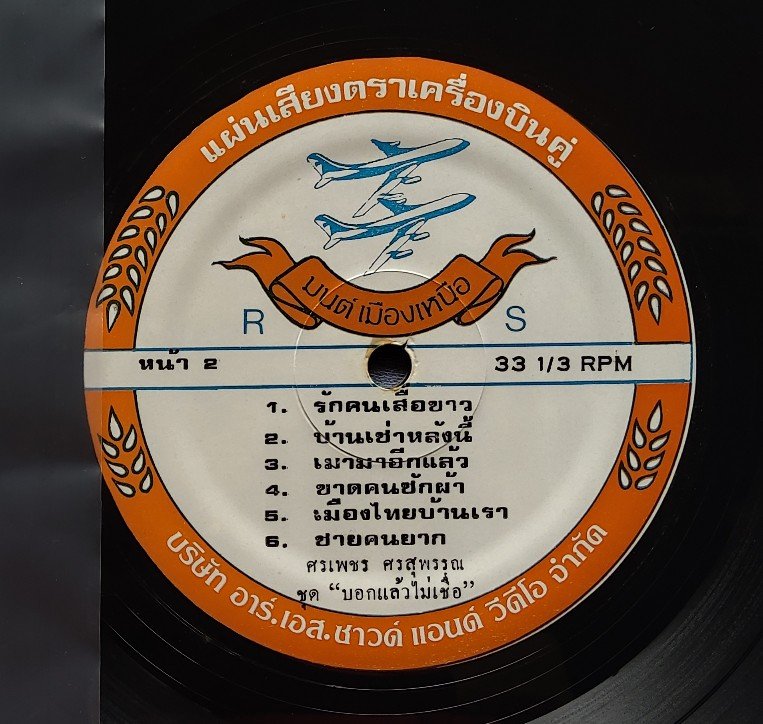 แผ่นเสียงตราเครื่องบินคู่
มนต์เมืองเหนือ
R S
หน้า 2 33 1/3 RPM
1. รักคนเสื้อขาว
2. บ้านเช่าหลังนี้
3. เมามาอีกแล้ว
4. ขาดคนซักผ้า
5. เมืองไทยบ้านเรา
6. ชายคนยาก
ศรเพชร ศรสุพรรณ
ชุด “บอกแล้วไม่เชื่อ”
บริษัท อาร์.เอส.ซาวด์ แอนด์ วีดีโอ จำกัด